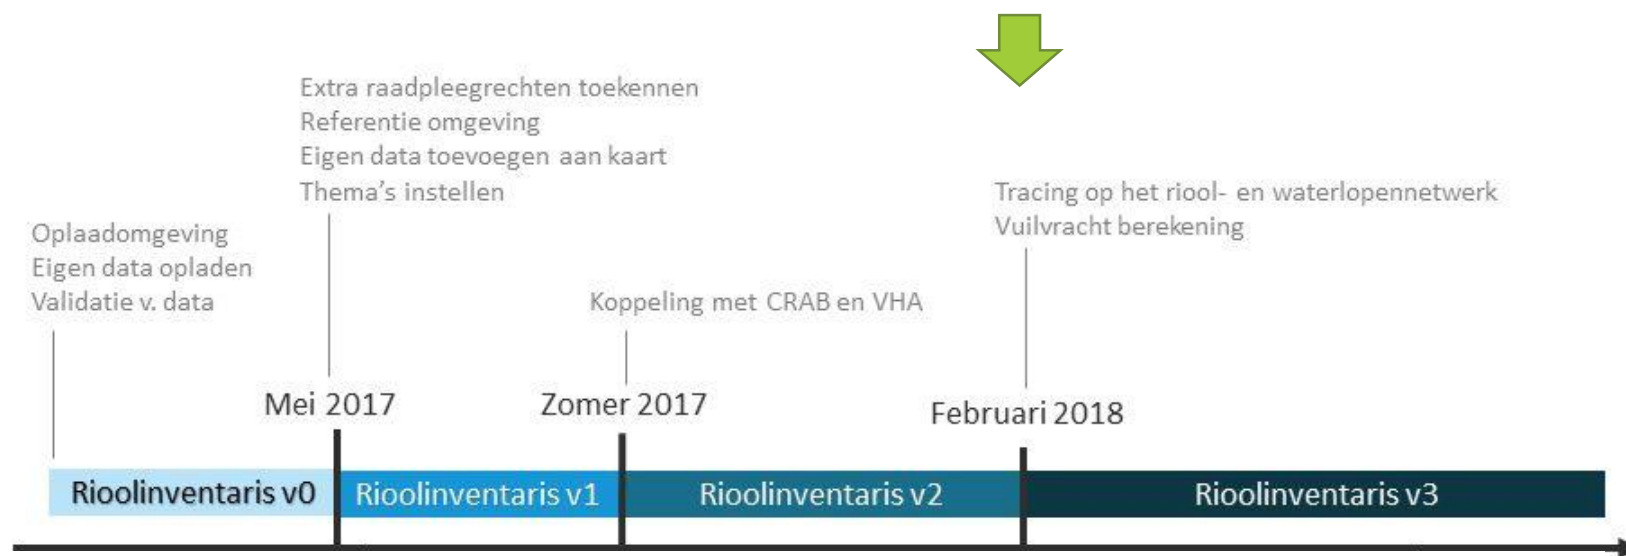 Extra raadpleegrechten toekennen
Referentie omgeving
Eigen data toevoegen aan kaart
Thema's instellen
Tracing op het riool- en waterlopennetwerk
Vuilvracht berekening
Oplaadomgeving
Eigen data opladen
Validatie v. data
Koppeling met CRAB en VHA
Mei 2017
Zomer 2017
Februari 2018
Rioolinventaris v0
Rioolinventaris v1
Rioolinventaris v2
Rioolinventaris v3